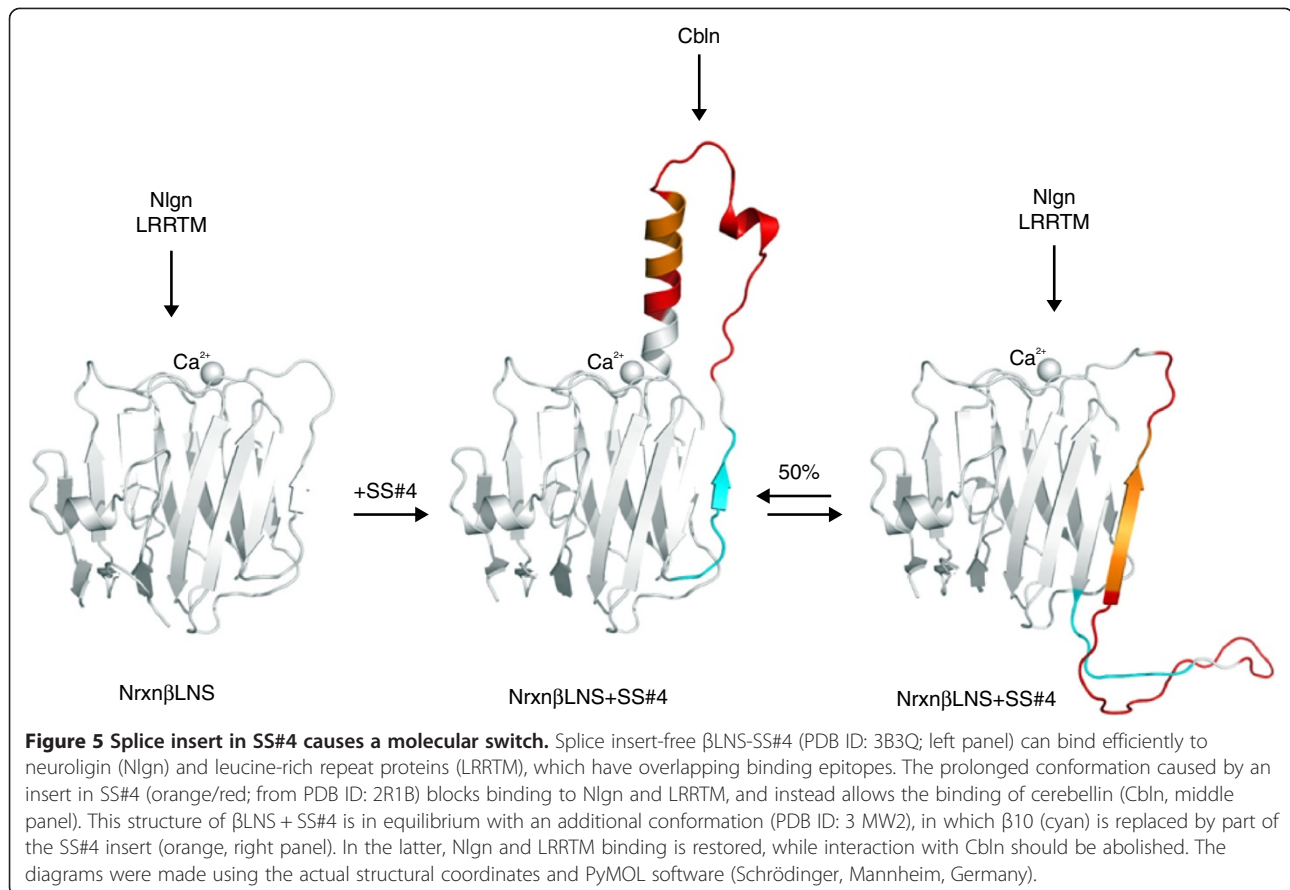 Cbln
Nlgn
LRRTM
Nlgn
LRRTM
Ca²⁺
Ca²⁺
Ca²⁺
+SS#4
50%
NrxnβLNS
NrxnβLNS+SS#4
NrxnβLNS+SS#4
Figure 5 Splice insert in SS#4 causes a molecular switch. Splice insert-free βLNS-SS#4 (PDB ID: 3B3Q; left panel) can bind efficiently to
neuroligin (Nlgn) and leucine-rich repeat proteins (LRRTM), which have overlapping binding epitopes. The prolonged conformation caused by an
insert in SS#4 (orange/red; from PDB ID: 2R1B) blocks binding to Nlgn and LRRTM, and instead allows the binding of cerebellin (Cbln, middle
panel). This structure of βLNS + SS#4 is in equilibrium with an additional conformation (PDB ID: 3 MW2), in which β10 (cyan) is replaced by part of
the SS#4 insert (orange, right panel). In the latter, Nlgn and LRRTM binding is restored, while interaction with Cbln should be abolished. The
diagrams were made using the actual structural coordinates and PyMOL software (Schrödinger, Mannheim, Germany).